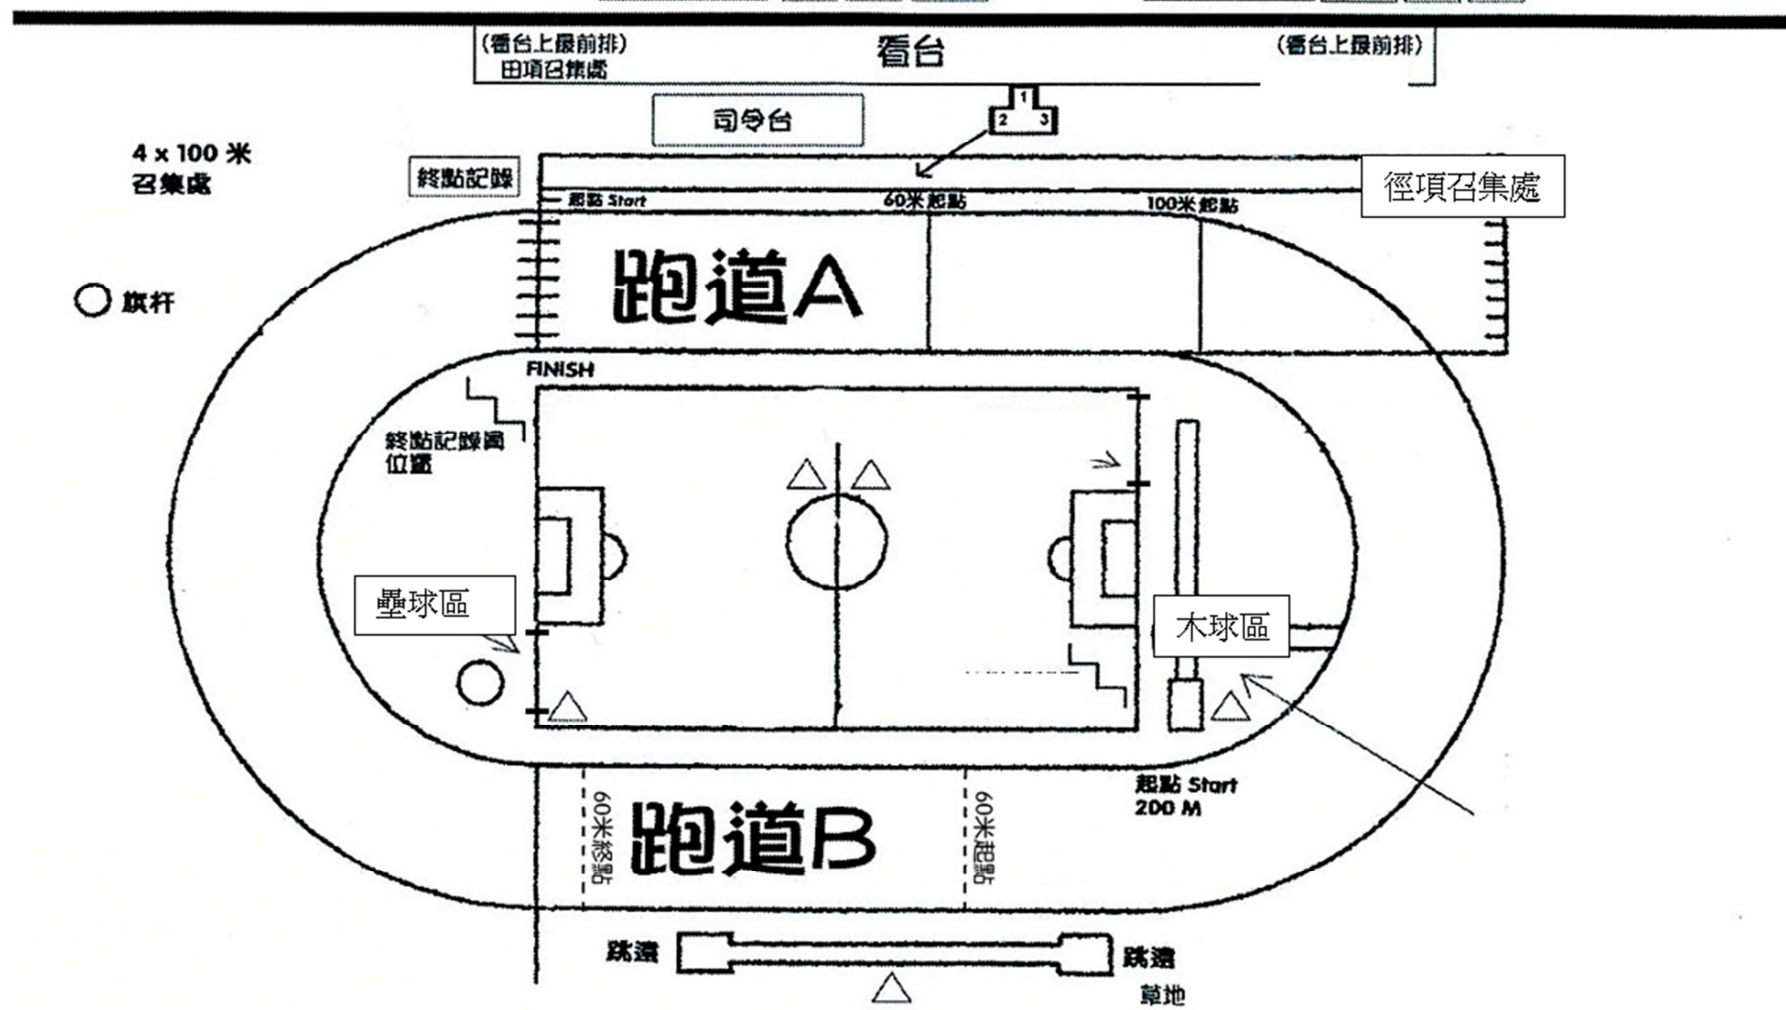 (看台上最前排)
田項召集處
看台
(看台上最前排)
司令台
1
2
3
4 x 100 米
召集處
終點記錄
徑項召集處
起點 Start
60米起點
100米起點
跑道A
旗杆
FINISH
終點記錄員
位置
壘球區
木球區
起點 Start
200 M
60米終點
跑道B
60米起點
跳遠
跳遠
草地